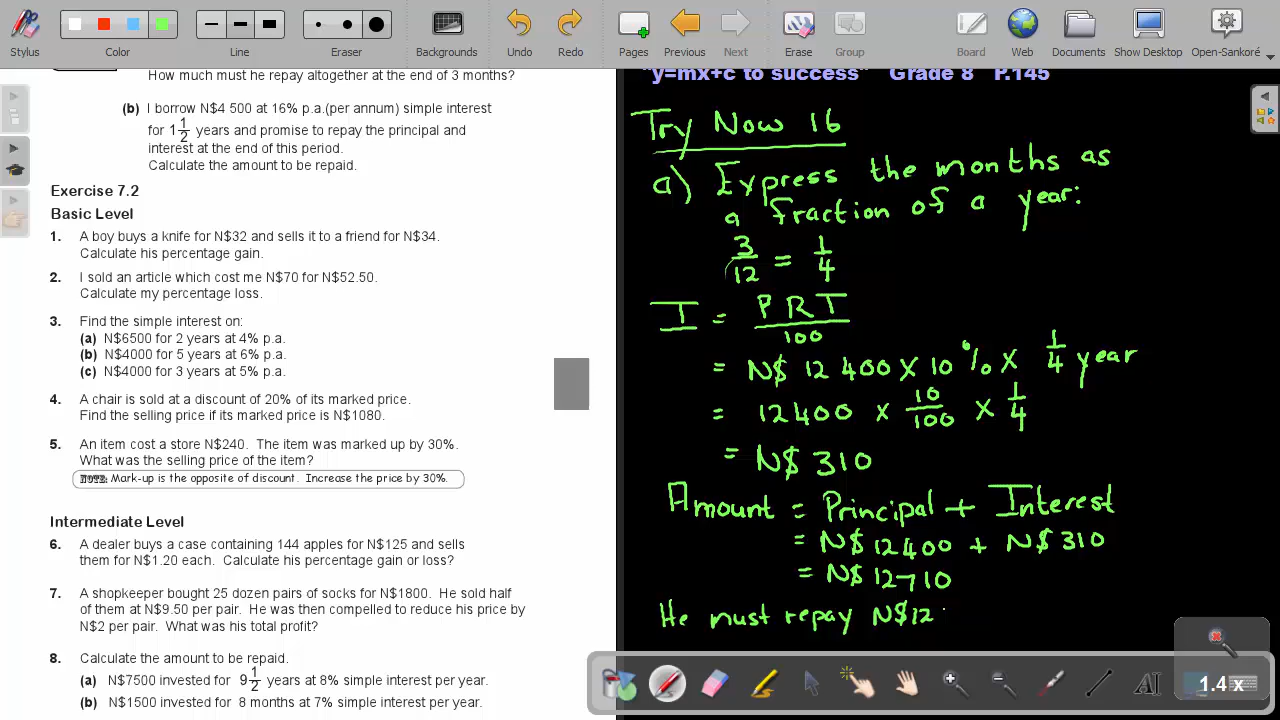 Stylus
Color
Line
Eraser
Backgrounds
Undo
Redo
Pages
Previous
Next
Erase
Group
Board
Web
Documents
Show Desktop
Open-Sankoré
How much must he repay altogether at the end of 3 months?
(b) I borrow N$4 500 at 16% p.a.(per annum) simple interest
for 1 1/2 years and promise to repay the principal and
interest at the end of this period.
Calculate the amount to be repaid.
Exercise 7.2
Basic Level
1. A boy buys a knife for N$32 and sells it to a friend for N$34.
Calculate his percentage gain.
2. I sold an article which cost me N$70 for N$52.50.
Calculate my percentage loss.
3. Find the simple interest on:
(a) N$6500 for 2 years at 4% p.a.
(b) N$4000 for 5 years at 6% p.a.
(c) N$4000 for 3 years at 5% p.a.
4. A chair is sold at a discount of 20% of its marked price.
Find the selling price if its marked price is N$1080.
5. An item cost a store N$240. The item was marked up by 30%.
What was the selling price of the item?
Mark-up is the opposite of discount. Increase the price by 30%.
Intermediate Level
6. A dealer buys a case containing 144 apples for N$125 and sells
them for N$1.20 each. Calculate his percentage gain or loss?
7. A shopkeeper bought 25 dozen pairs of socks for N$1800. He sold half
of them at N$9.50 per pair. He was then compelled to reduce his price by
N$2 per pair. What was his total profit?
8. Calculate the amount to be repaid.
(a) N$7500 invested for 9 1/2 years at 8% simple interest per year.
(b) N$1500 invested for 8 months at 7% simple interest per year.
"y=mx+c to success" Grade 8 P.145
Try Now 16
a) Express the months as
a fraction of a year:
3/12 = 1/4
I = PRT/100
= N$ 12 400 X 10 % X 1/4 year
= 12400 x 10/100 x 1/4
= N$ 310
Amount = Principal + Interest
= N$ 12400 + N$ 310
= N$ 12710
He must repay N$12
1.4 x